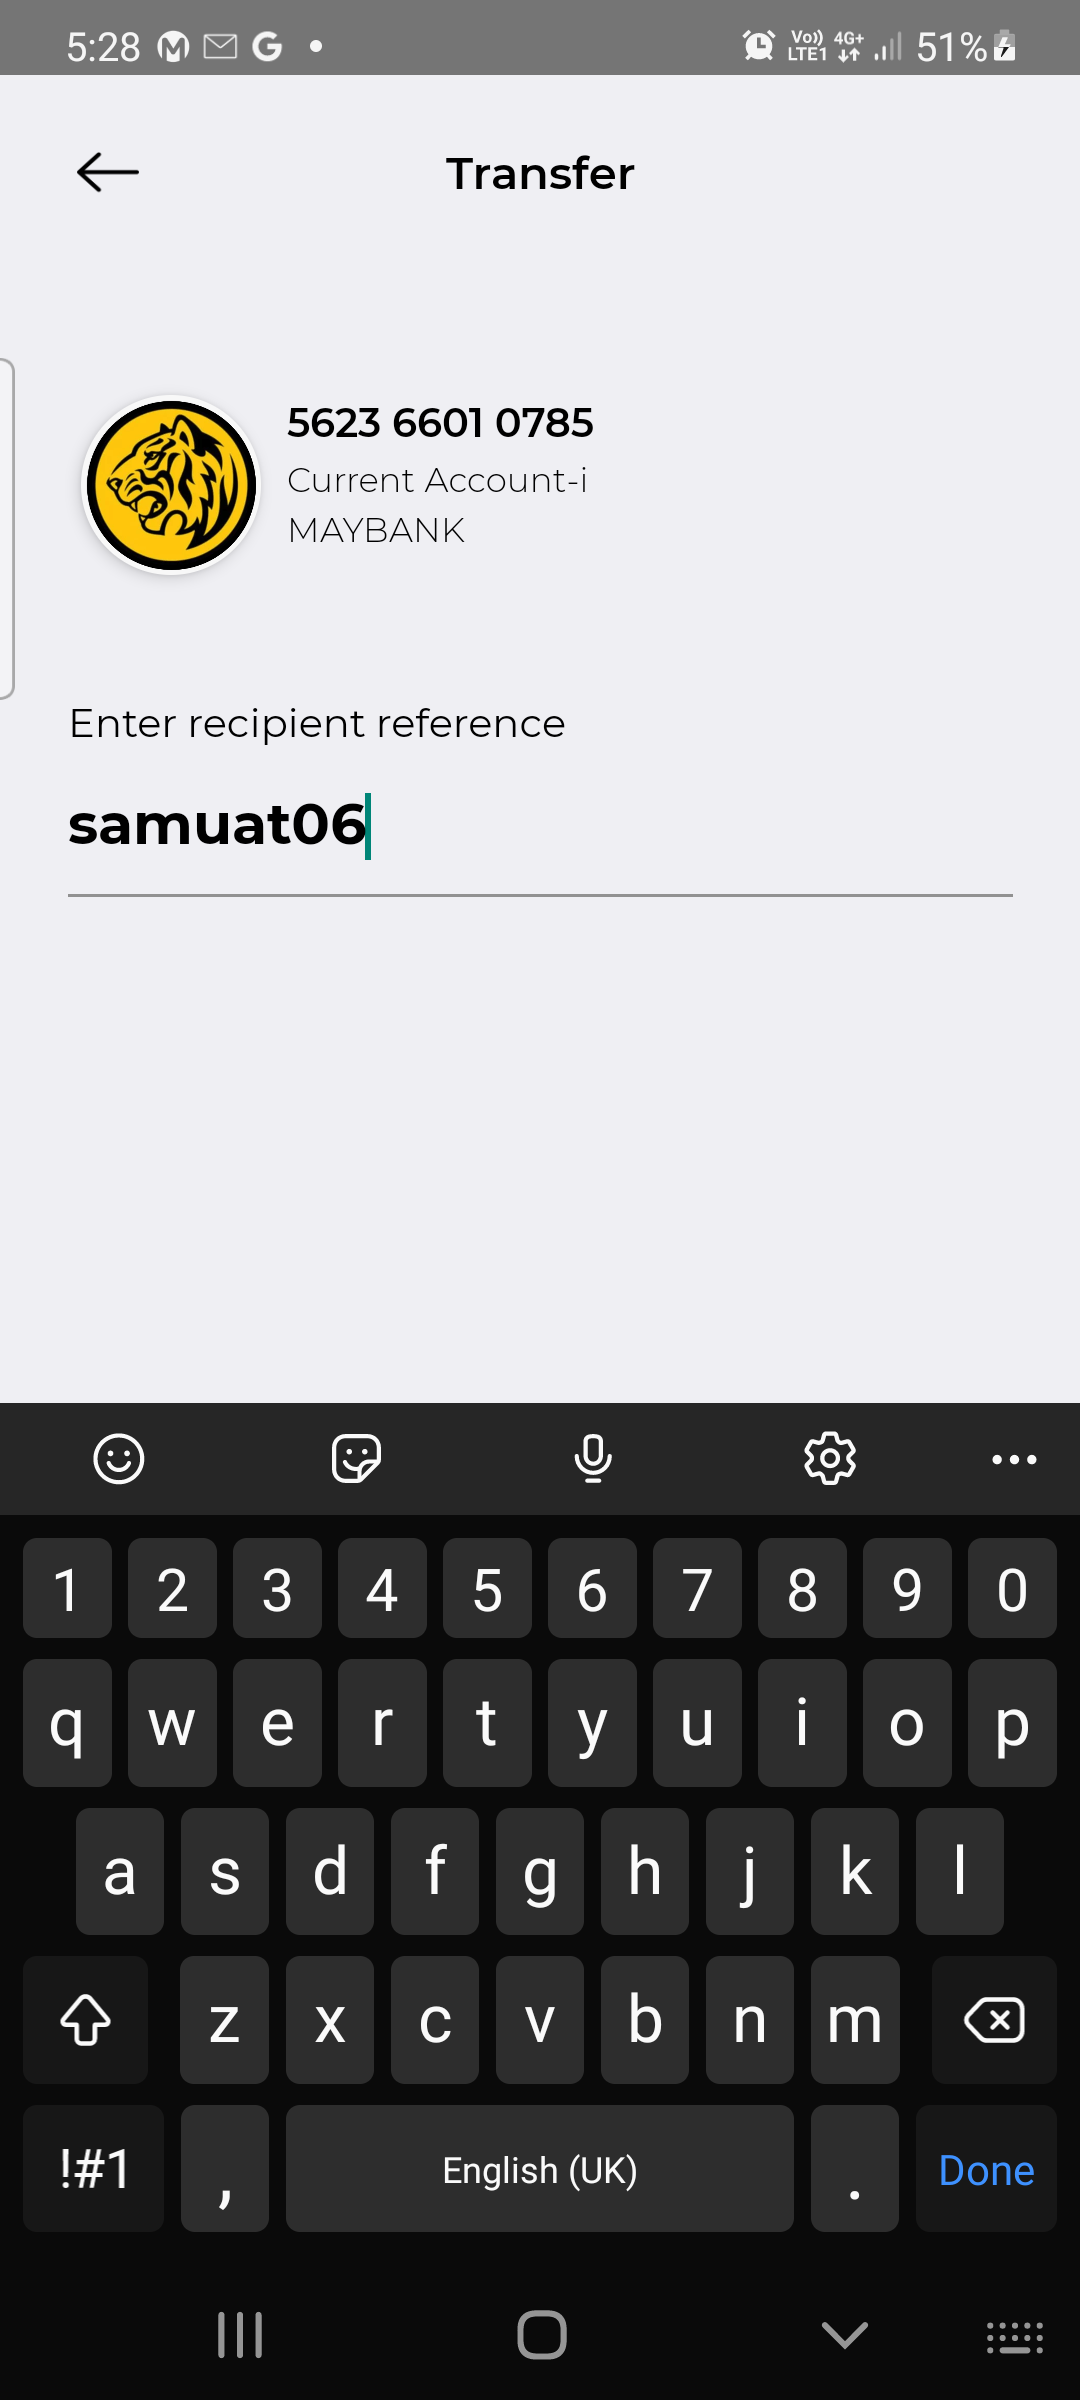 5:28
Vo))
LTE1
4G+
51%
Transfer
5623 6601 0785
Current Account-i
MAYBANK
Enter recipient reference
samuat06
1 2 3 4 5 6 7 8 9 0
q w e r t y u i o p
a s d f g h j k l
z x c v b n m
!#1 , English (UK) . Done